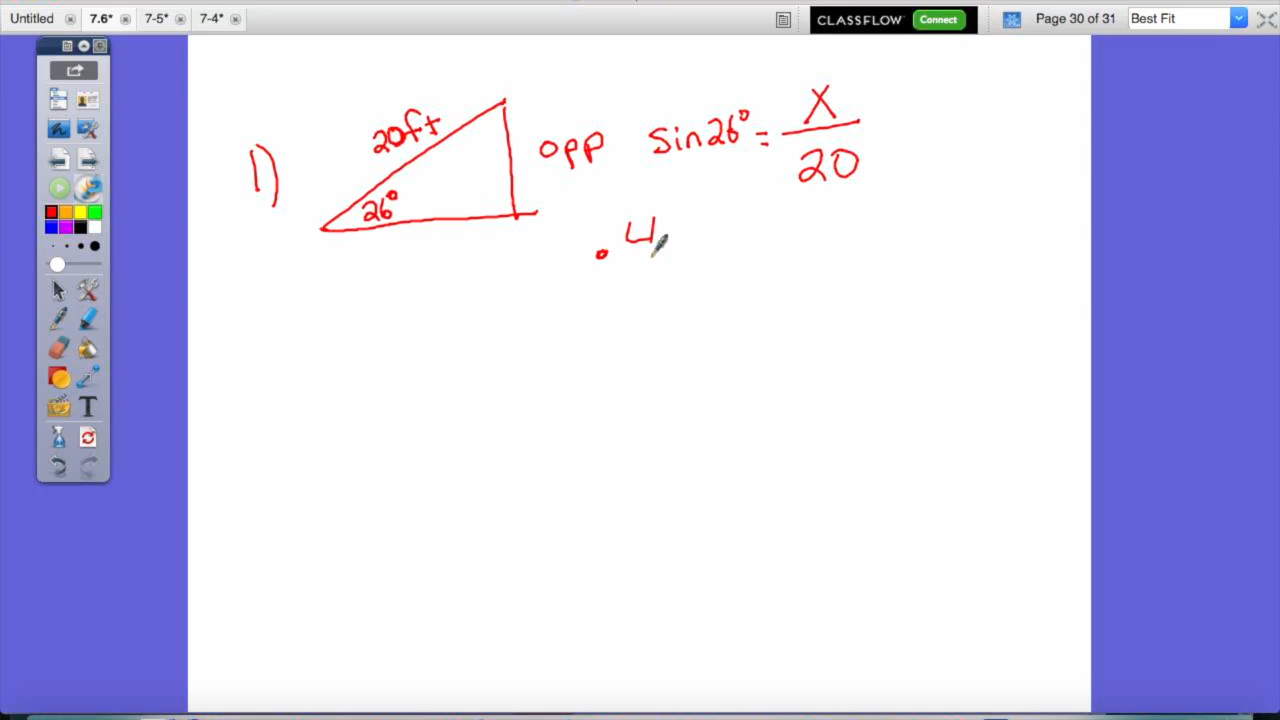 Untitled 7.6* 7-5* 7-4* CLASSFLOW Connect Page 30 of 31 Best Fit
1) 20ft 26° opp sin26° = x/20
.4
T